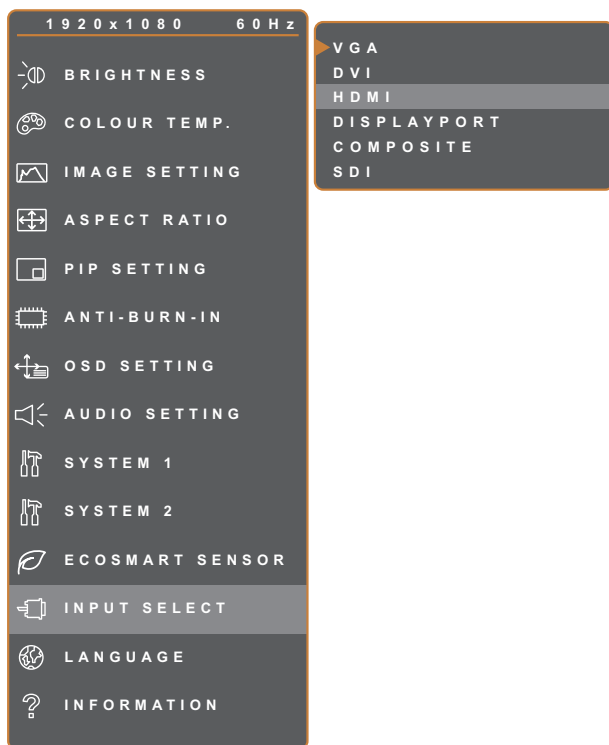 1920x1080 60Hz
BRIGHTNESS
COLOUR TEMP.
IMAGE SETTING
ASPECT RATIO
PIP SETTING
ANTI-BURN-IN
OSD SETTING
AUDIO SETTING
SYSTEM 1
SYSTEM 2
ECOSMART SENSOR
INPUT SELECT
LANGUAGE
INFORMATION
VGA
DVI
HDMI
DISPLAYPORT
COMPOSITE
SDI